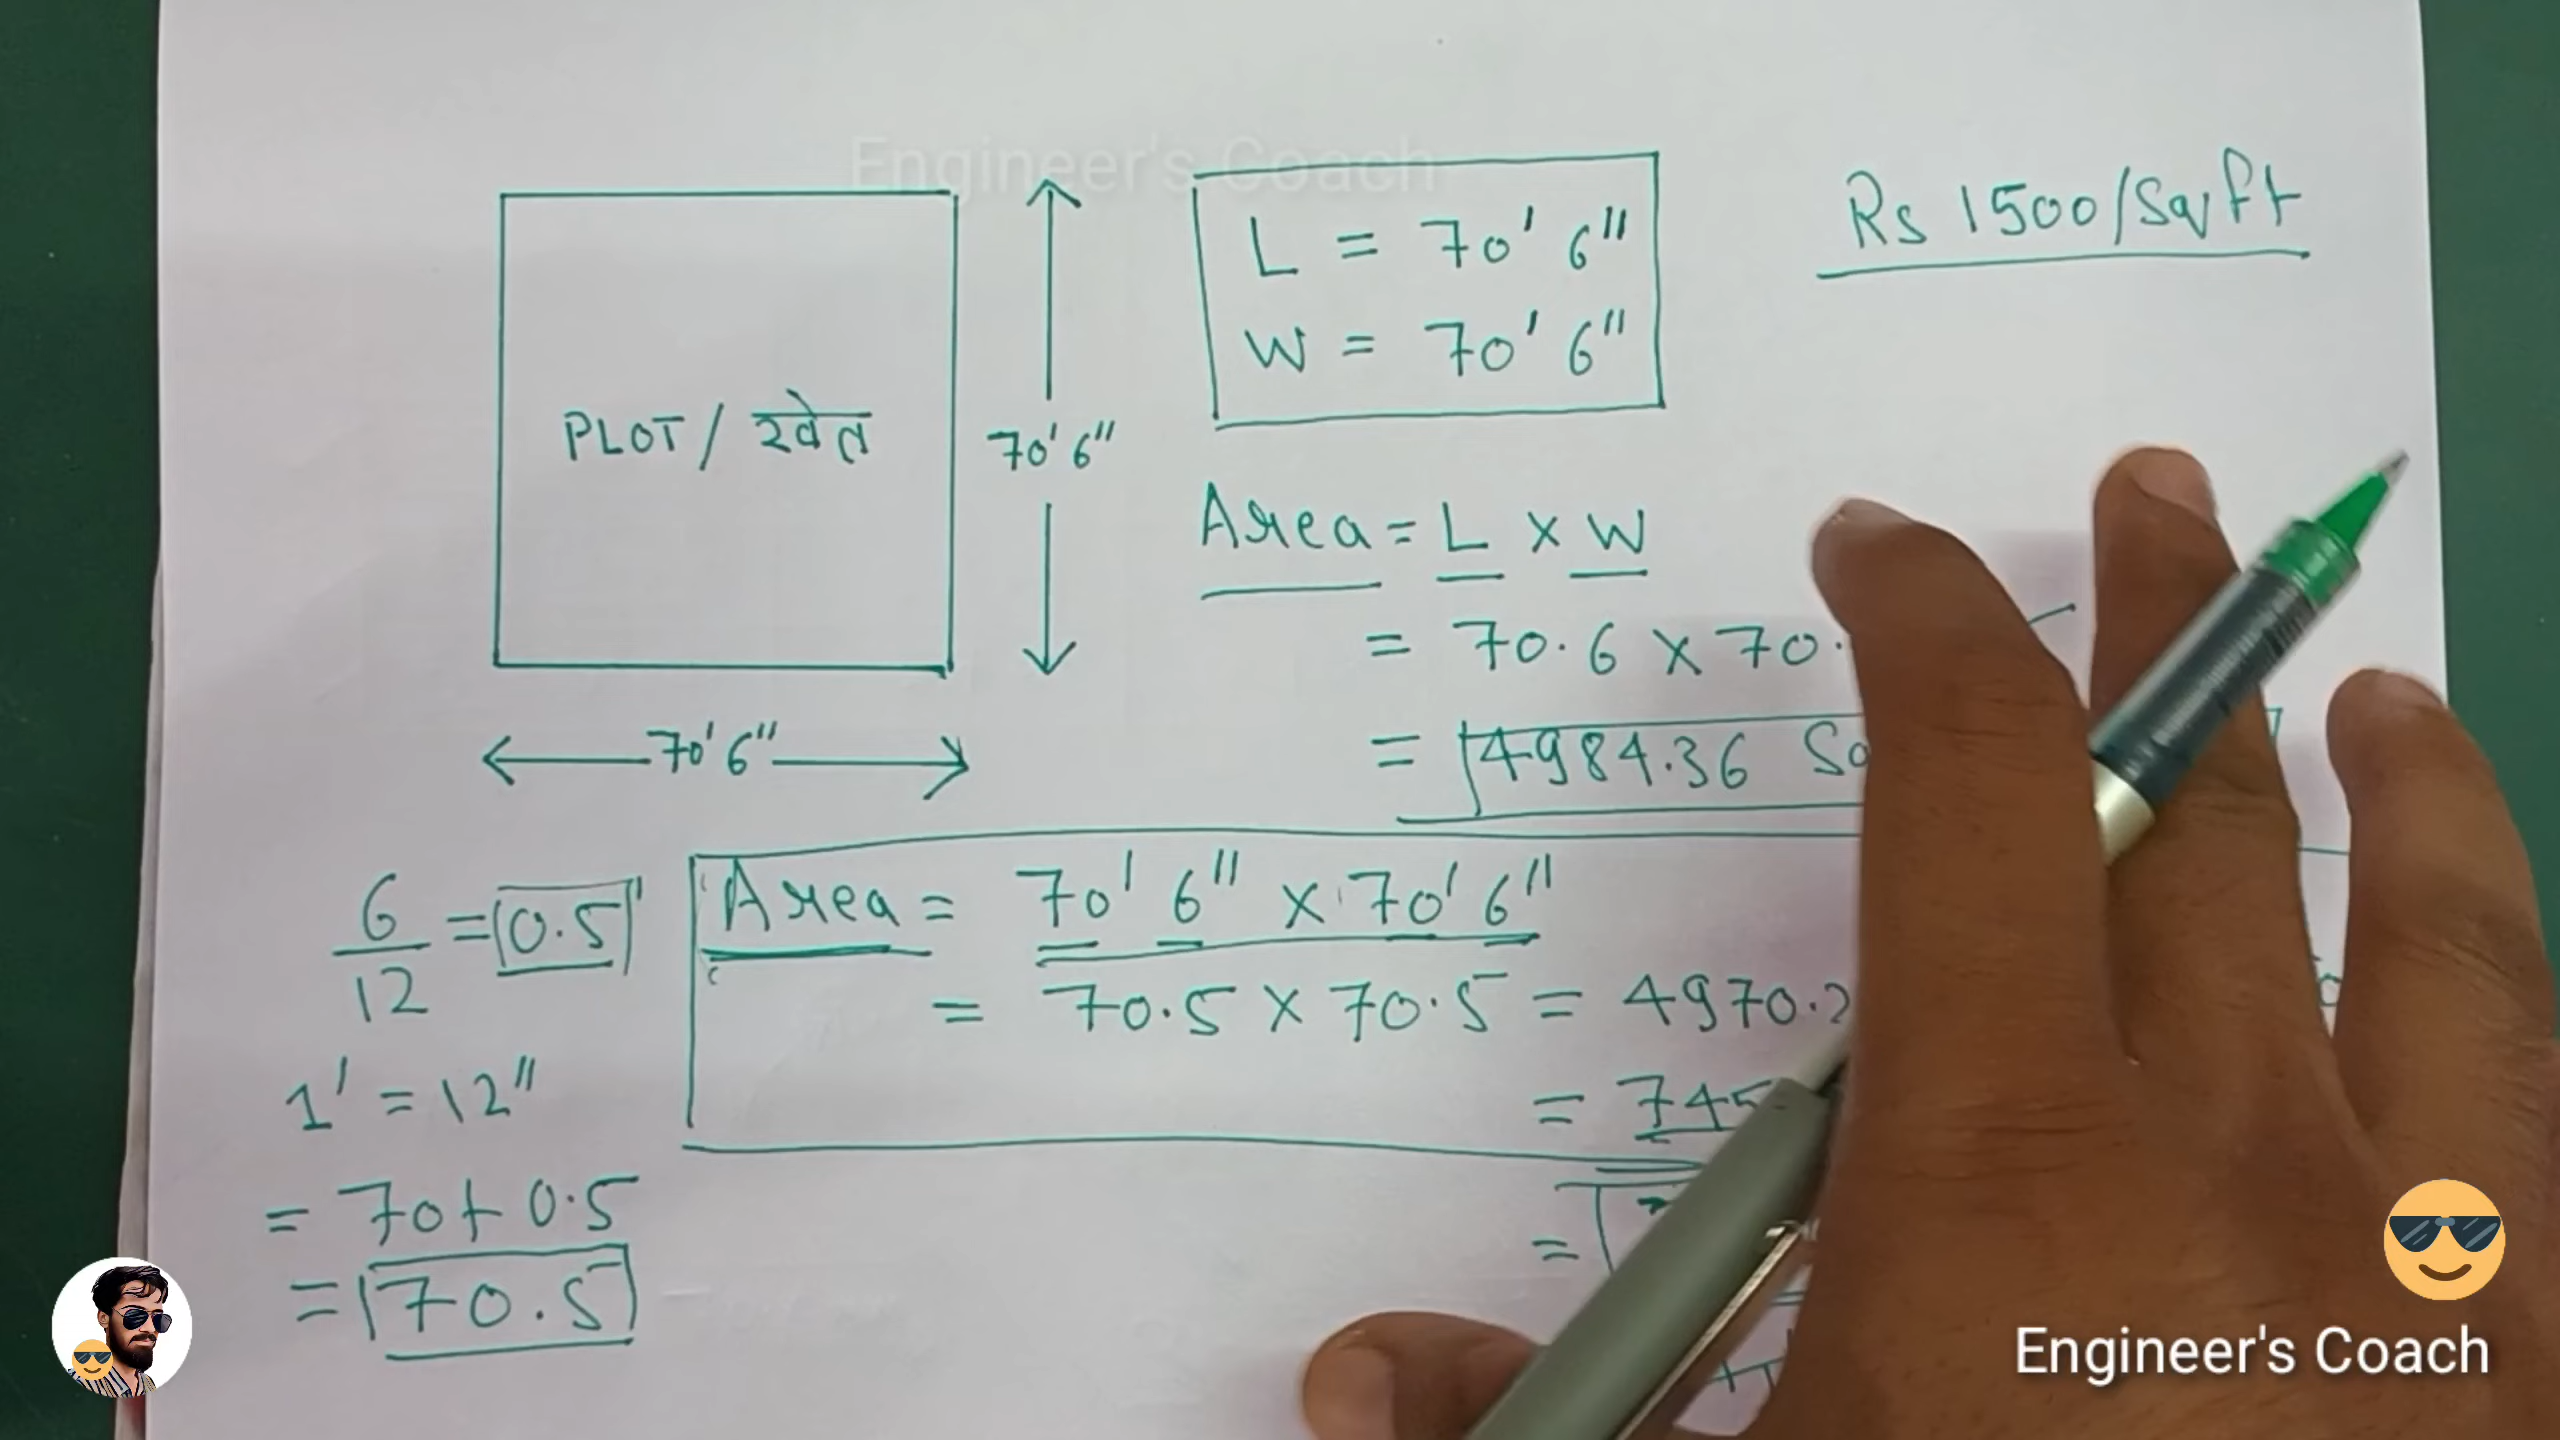 Engineer's Coach
L = 70' 6"
W = 70' 6"
Rs 1500/Sqft
PLOT / खेत
70' 6"
70' 6"
Area = L × W
= 70.6 × 70.
= 4984.36
6/12 = 0.5'
1' = 12"
= 70 + 0.5
= 70.5
Area = 70' 6" × 70' 6"
= 70.5 × 70.5 = 4970.2
= 745
Engineer's Coach